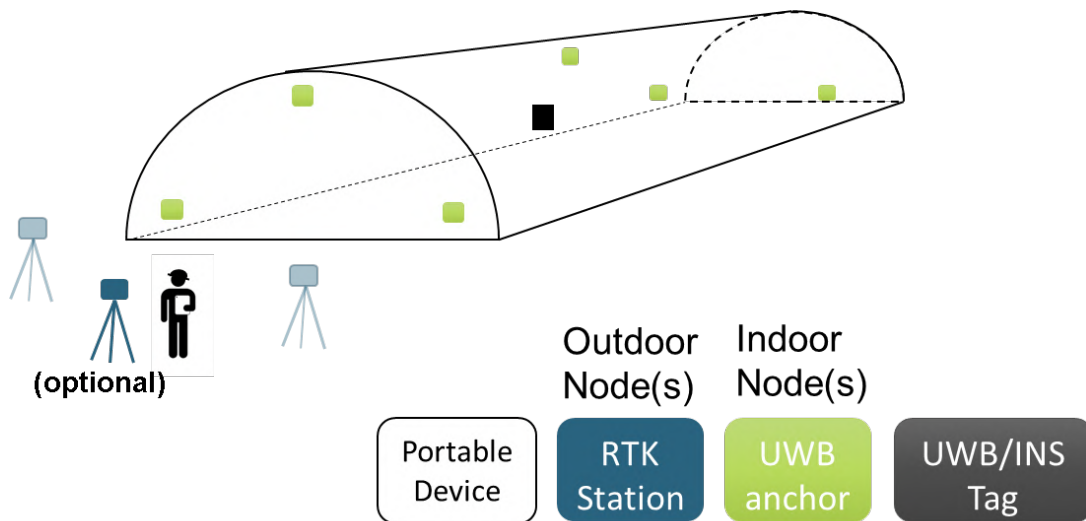 (optional)
Outdoor
Node(s)
Indoor
Node(s)
Portable
Device
RTK
Station
UWB
anchor
UWB/INS
Tag